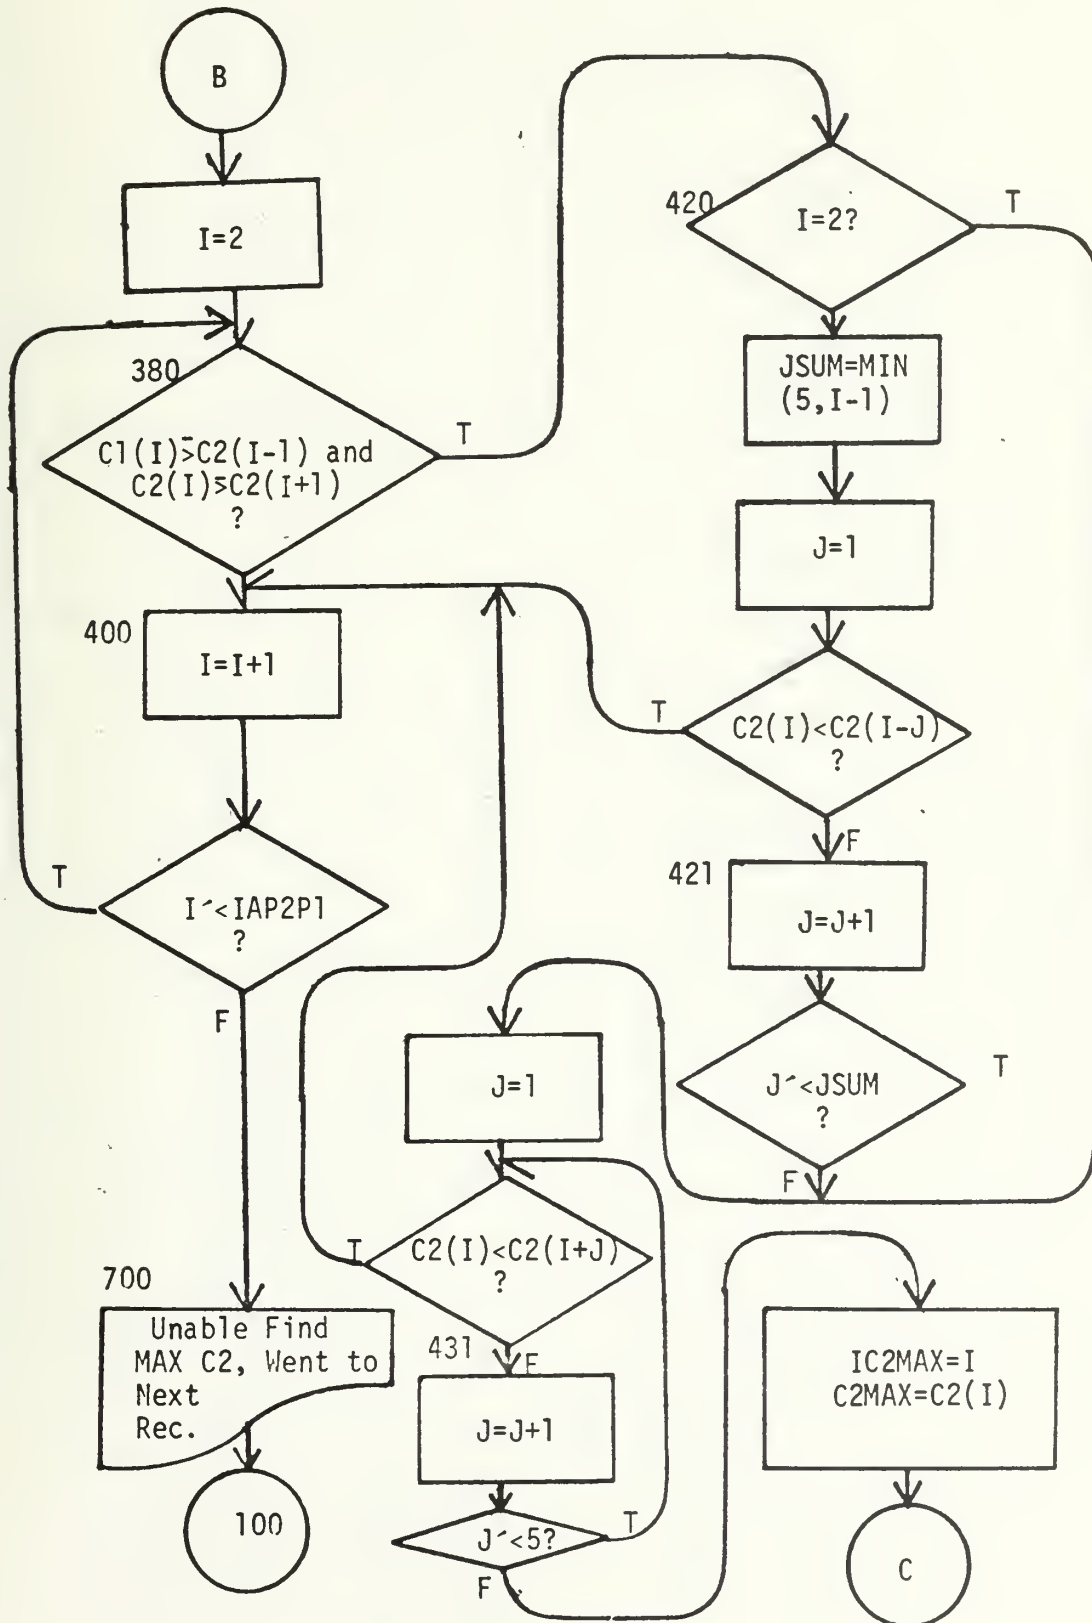 B
I=2
380
C1(I)>C2(I-1) and
C2(I)>C2(I+1)
?
T
400
I=I+1
T
I<IAP2P1
?
F
700
Unable Find
MAX C2, Went to
Next
Rec.
100
420
I=2?
T
JSUM=MIN
(5,I-1)
J=1
T
C2(I)<C2(I-J)
?
F
421
J=J+1
J<JSUM
?
T
F
J=1
T
C2(I)<C2(I+J)
?
431
F
J=J+1
J<5?
T
F
IC2MAX=I
C2MAX=C2(I)
C